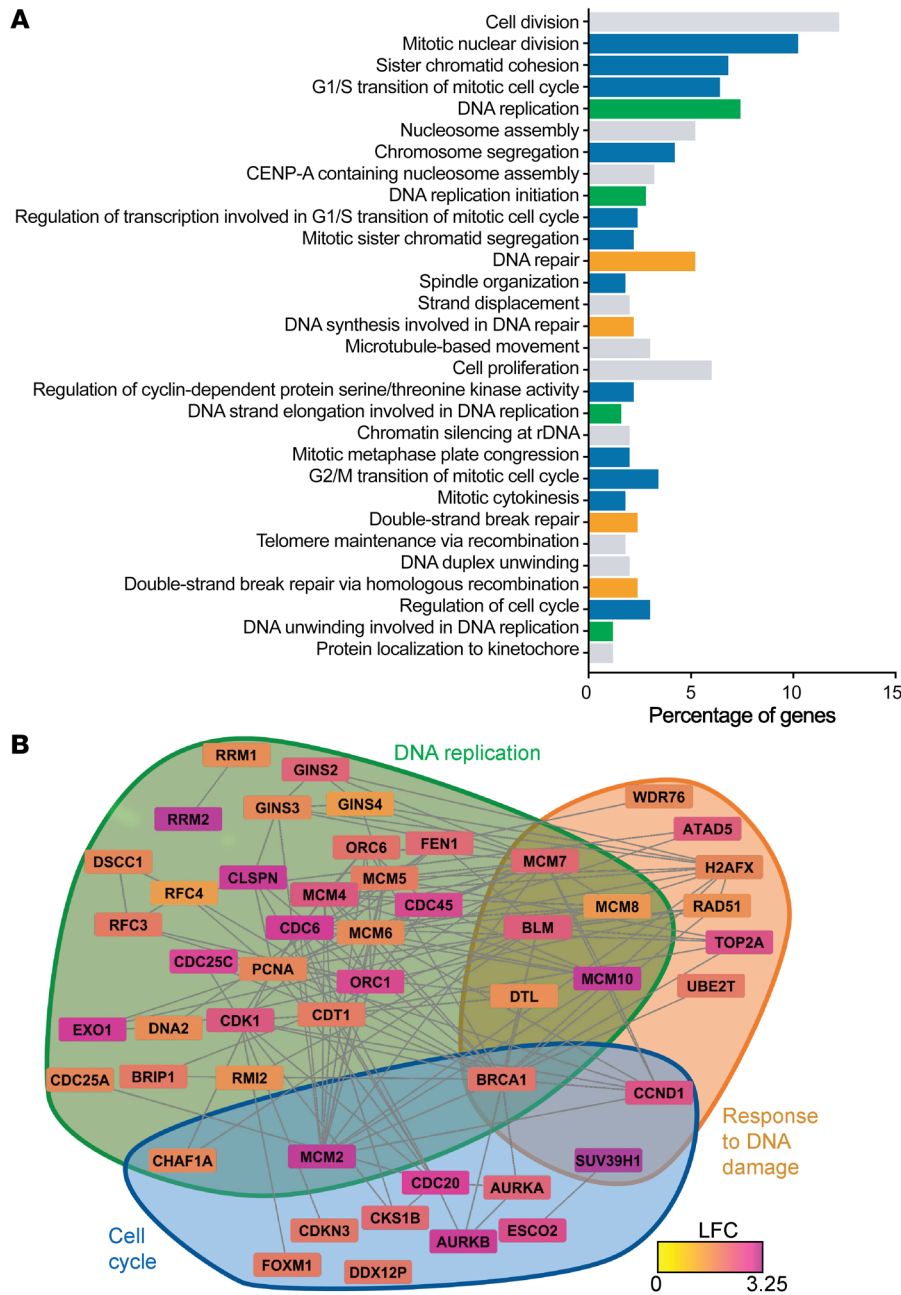 A
Cell division
Mitotic nuclear division
Sister chromatid cohesion
G1/S transition of mitotic cell cycle
DNA replication
Nucleosome assembly
Chromosome segregation
CENP-A containing nucleosome assembly
DNA replication initiation
Regulation of transcription involved in G1/S transition of mitotic cell cycle
Mitotic sister chromatid segregation
DNA repair
Spindle organization
Strand displacement
DNA synthesis involved in DNA repair
Microtubule-based movement
Cell proliferation
Regulation of cyclin-dependent protein serine/threonine kinase activity
DNA strand elongation involved in DNA replication
Chromatin silencing at rDNA
Mitotic metaphase plate congression
G2/M transition of mitotic cell cycle
Mitotic cytokinesis
Double-strand break repair
Telomere maintenance via recombination
DNA duplex unwinding
Double-strand break repair via homologous recombination
Regulation of cell cycle
DNA unwinding involved in DNA replication
Protein localization to kinetochore
0 5 10 15
Percentage of genes
B
DNA replication
RRM1
GINS2
WDR76
GINS3
GINS4
RRM2
ATAD5
ORC6
FEN1
DSCC1
MCM7
H2AFX
CLSPN
MCM5
RFC4
MCM4
CDC45
MCM8
RAD51
RFC3
CDC6
MCM6
BLM
TOP2A
CDC25C
PCNA
ORC1
MCM10
UBE2T
DTL
EXO1
DNA2
CDK1
CDT1
CDC25A
BRIP1
RMI2
BRCA1
CCND1
Response
to DNA
damage
CHAF1A
MCM2
SUV39H1
CDC20
AURKA
CDKN3
CKS1B
AURKB
ESCO2
Cell
cycle
FOXM1
DDX12P
LFC
0 3.25